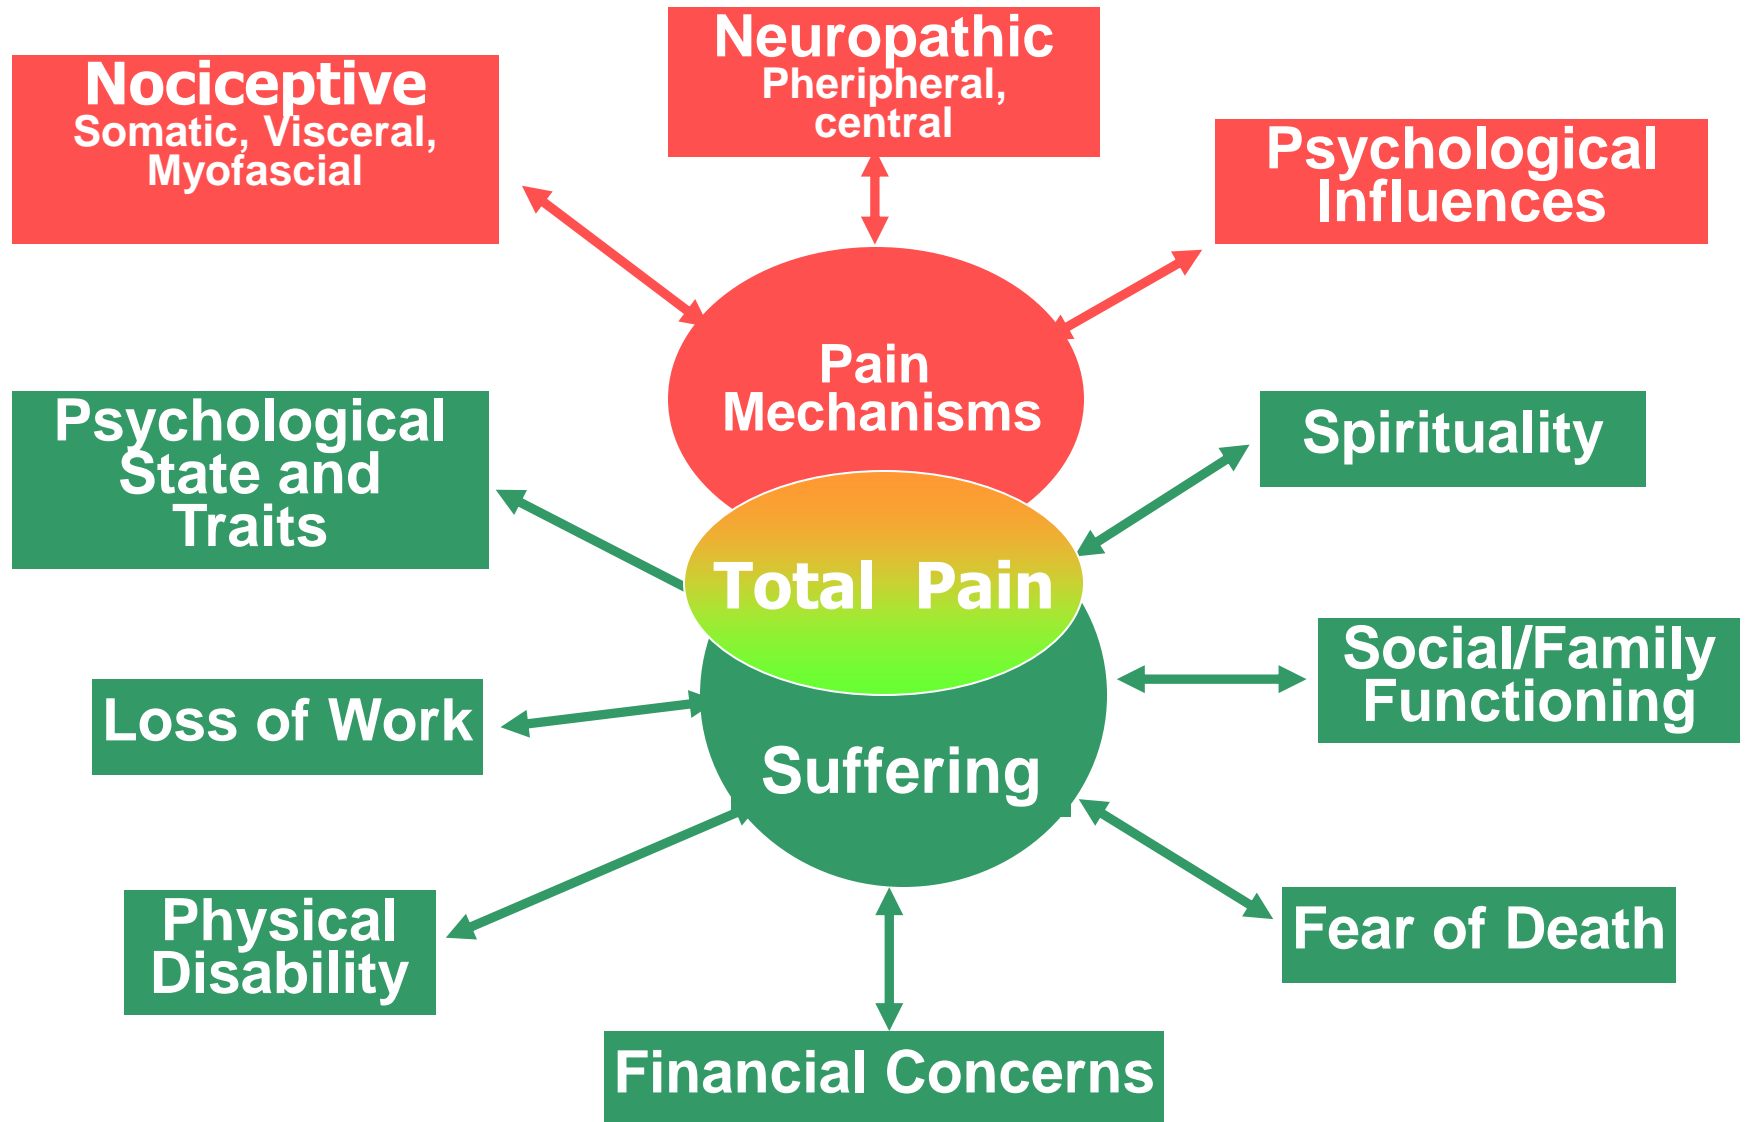 Neuropathic
Pheripheral,
central
Nociceptive
Somatic, Visceral,
Myofascial
Psychological
Influences
Pain
Mechanisms
Psychological
State and
Traits
Spirituality
Total Pain
Social/Family
Functioning
Loss of Work
Suffering
Physical
Disability
Fear of Death
Financial Concerns